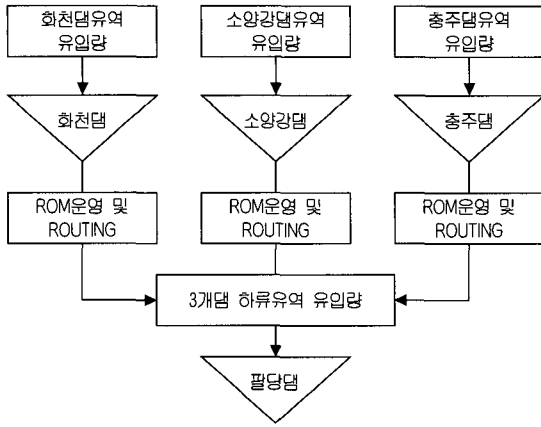 화천댐유역
유입량
소양강댐유역
유입량
충주댐유역
유입량
화천댐
소양강댐
충주댐
ROM운영 및
ROUTING
ROM운영 및
ROUTING
ROM운영 및
ROUTING
3개댐 하류유역 유입량
팔당댐